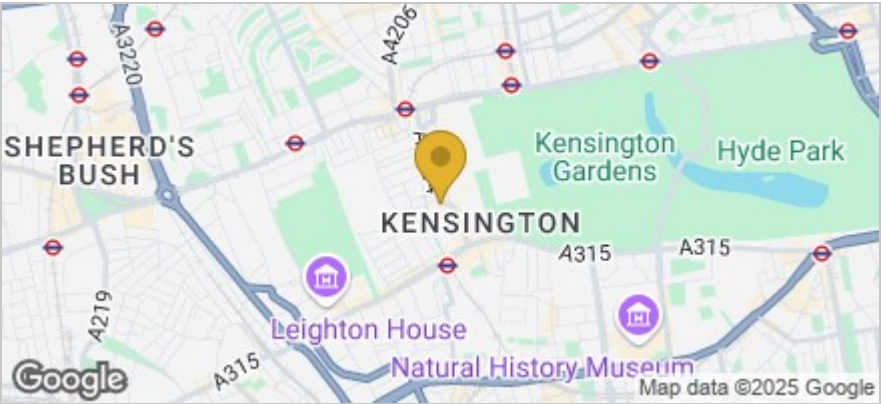 A3220
A4206
SHEPHERD'S
BUSH
Kensington
Gardens
Hyde Park
KENSINGTON
A315
A315
A219
Leighton House
A315
Natural History Museum
Google
Map data ©2025 Google